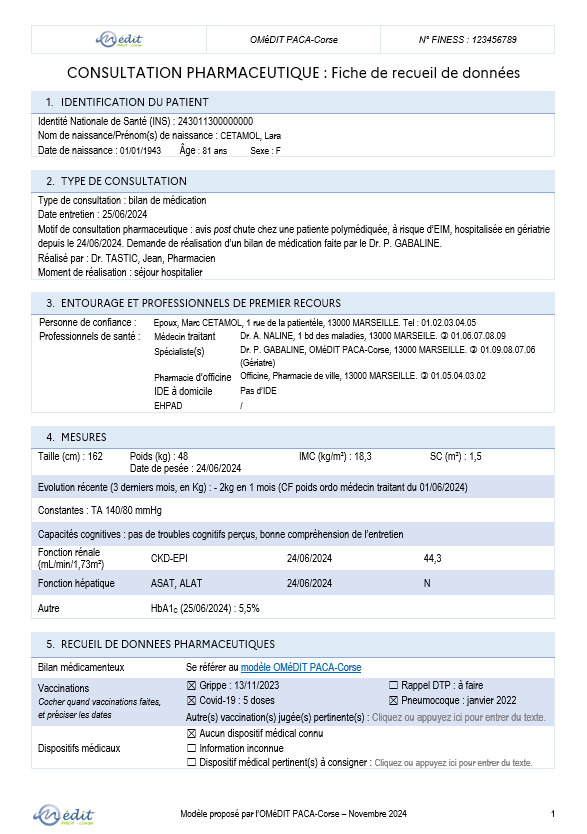 OMéDIT
PACA - CORSE
OMéDIT PACA-Corse
N° FINESS : 123456789
CONSULTATION PHARMACEUTIQUE : Fiche de recueil de données
1. IDENTIFICATION DU PATIENT
Identité Nationale de Santé (INS) : 243011300000000
Nom de naissance/Prénom(s) de naissance : CETAMOL, Lara
Date de naissance : 01/01/1943 Âge : 81 ans Sexe : F
2. TYPE DE CONSULTATION
Type de consultation : bilan de médication
Date entretien : 25/06/2024
Motif de consultation pharmaceutique : avis post chute chez une patiente polymédiquée, à risque d'EIM, hospitalisée en gériatrie
depuis le 24/06/2024. Demande de réalisation d'un bilan de médication faite par le Dr. P. GABALINE.
Réalisé par : Dr. TASTIC, Jean, Pharmacien
Moment de réalisation : séjour hospitalier
3. ENTOURAGE ET PROFESSIONNELS DE PREMIER RECOURS
Personne de confiance : Epoux, Marc CETAMOL, 1 rue de la patientèle, 13000 MARSEILLE. Tel : 01.02.03.04.05
Professionnels de santé : Médecin traitant Dr. A. NALINE, 1 bd des maladies, 13000 MARSEILE. ✆ 01.06.07.08.09
Spécialiste(s) Dr. P. GABALINE, OMéDIT PACA-Corse, 13000 MARSEILLE. ✆ 01.09.08.07.06
(Gériatre)
Pharmacie d'officine Officine, Pharmacie de ville, 13000 MARSEILLE. ✆ 01.05.04.03.02
IDE à domicile Pas d'IDE
EHPAD /
4. MESURES
Taille (cm) : 162 Poids (kg) : 48 IMC (kg/m²) : 18,3 SC (m²) : 1,5
Date de pesée : 24/06/2024
Evolution récente (3 derniers mois, en Kg) : - 2kg en 1 mois (CF poids ordo médecin traitant du 01/06/2024)
Constantes : TA 140/80 mmHg
Capacités cognitives : pas de troubles cognitifs perçus, bonne compréhension de l'entretien
Fonction rénale
(mL/min/1,73m²) CKD-EPI 24/06/2024 44,3
Fonction hépatique ASAT, ALAT 24/06/2024 N
Autre HbA1c (25/06/2024) : 5,5%
5. RECUEIL DE DONNEES PHARMACEUTIQUES
Bilan médicamenteux Se référer au modèle OMéDIT PACA-Corse
Vaccinations
Cocher quand vaccinations faites,
et préciser les dates
☒ Grippe : 13/11/2023 ☐ Rappel DTP : à faire
☒ Covid-19 : 5 doses ☒ Pneumocoque : janvier 2022
Autre(s) vaccination(s) jugée(s) pertinente(s) : Cliquez ou appuyez ici pour entrer du texte.
Dispositifs médicaux
☒ Aucun dispositif médical connu
☐ Information inconnue
☐ Dispositif médical pertinent(s) à consigner : Cliquez ou appuyez ici pour entrer du texte.
OMéDIT
PACA - CORSE
Modèle proposé par l'OMéDIT PACA-Corse – Novembre 2024
1